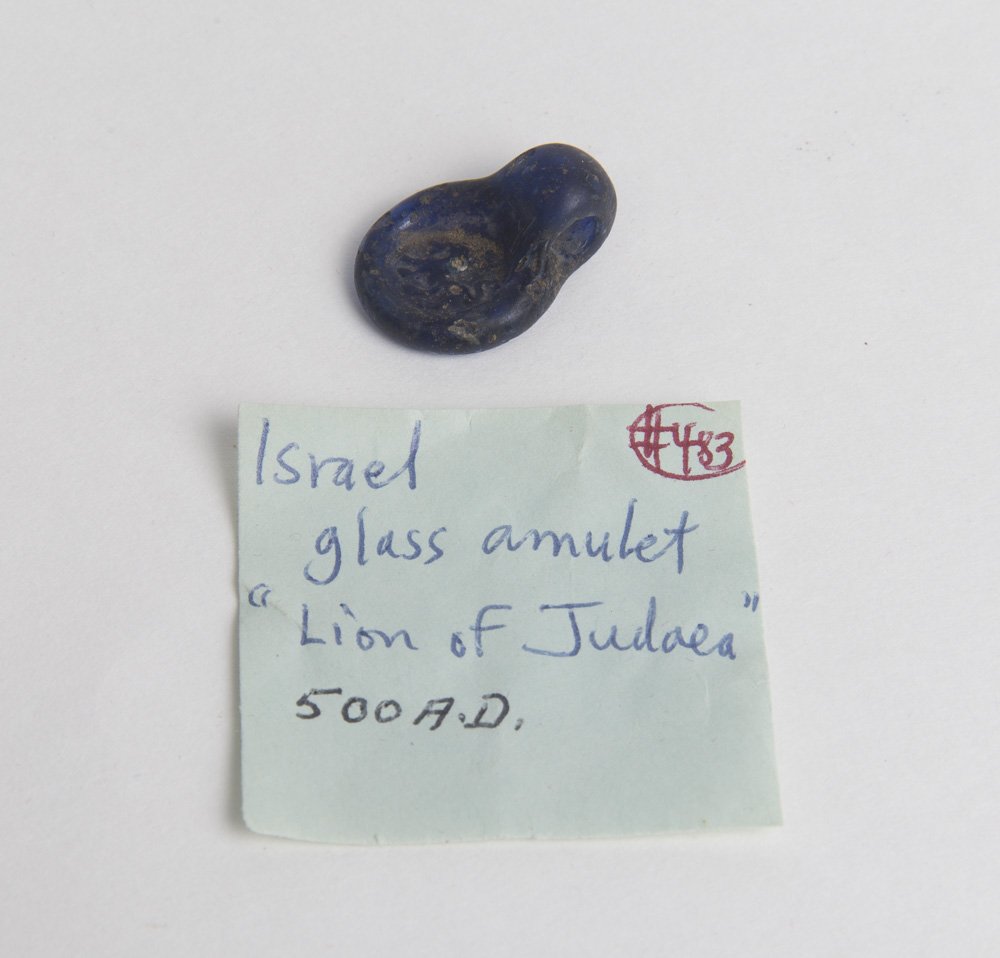 #483
Israel
glass amulet
"Lion of Judaea"
500 A.D.